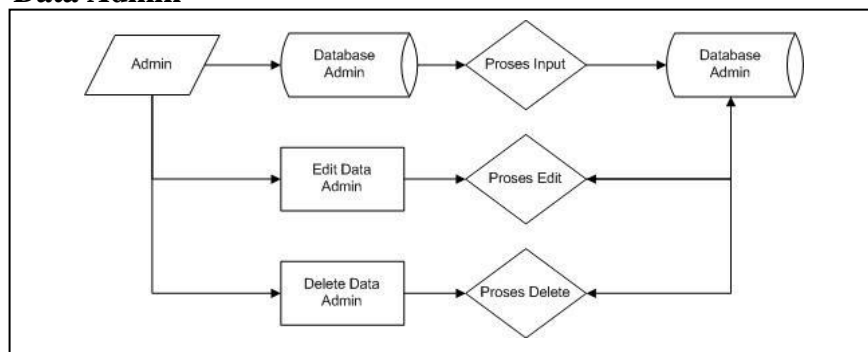 Data Admin
Admin
Database
Admin
Proses Input
Database
Admin
Edit Data
Admin
Proses Edit
Delete Data
Admin
Proses Delete